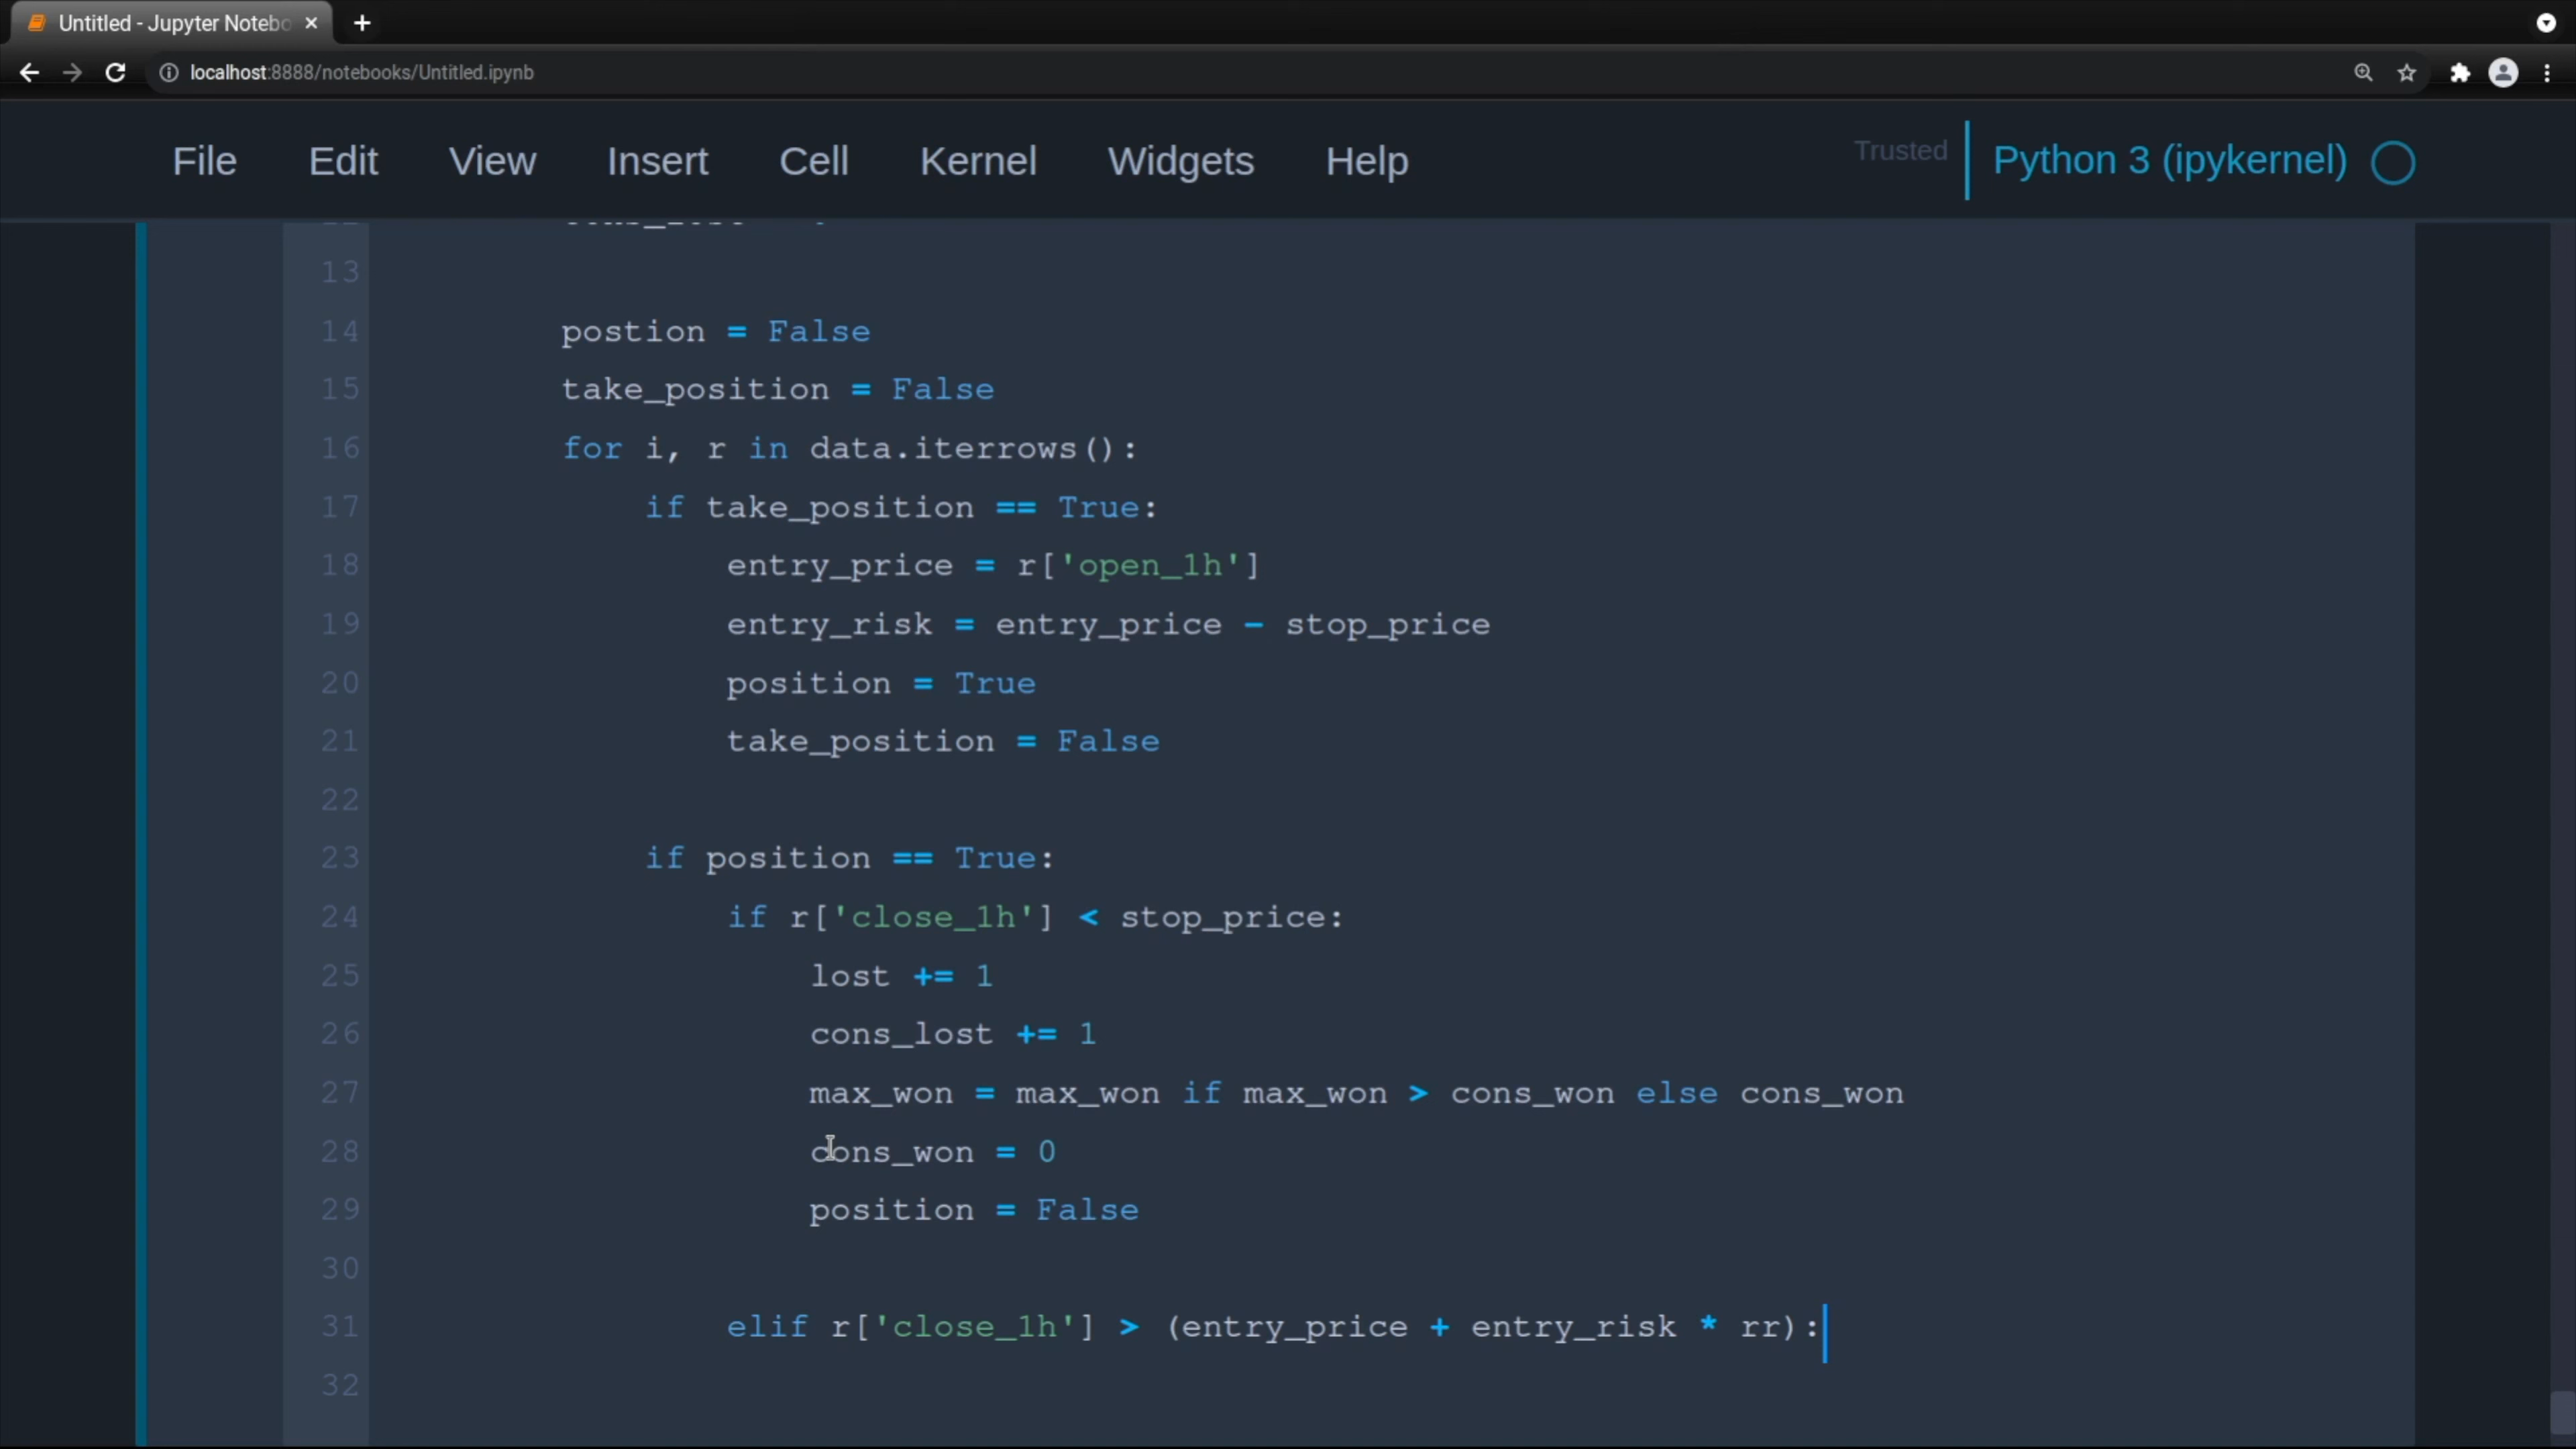 Untitled - Jupyter Notebo
localhost:8888/notebooks/Untitled.ipynb
File Edit View Insert Cell Kernel Widgets Help Trusted Python 3 (ipykernel)
13
14 postion = False
15 take_position = False
16 for i, r in data.iterrows():
17 if take_position == True:
18 entry_price = r['open_1h']
19 entry_risk = entry_price - stop_price
20 position = True
21 take_position = False
22
23 if position == True:
24 if r['close_1h'] < stop_price:
25 lost += 1
26 cons_lost += 1
27 max_won = max_won if max_won > cons_won else cons_won
28 cons_won = 0
29 position = False
30
31 elif r['close_1h'] > (entry_price + entry_risk * rr):
32